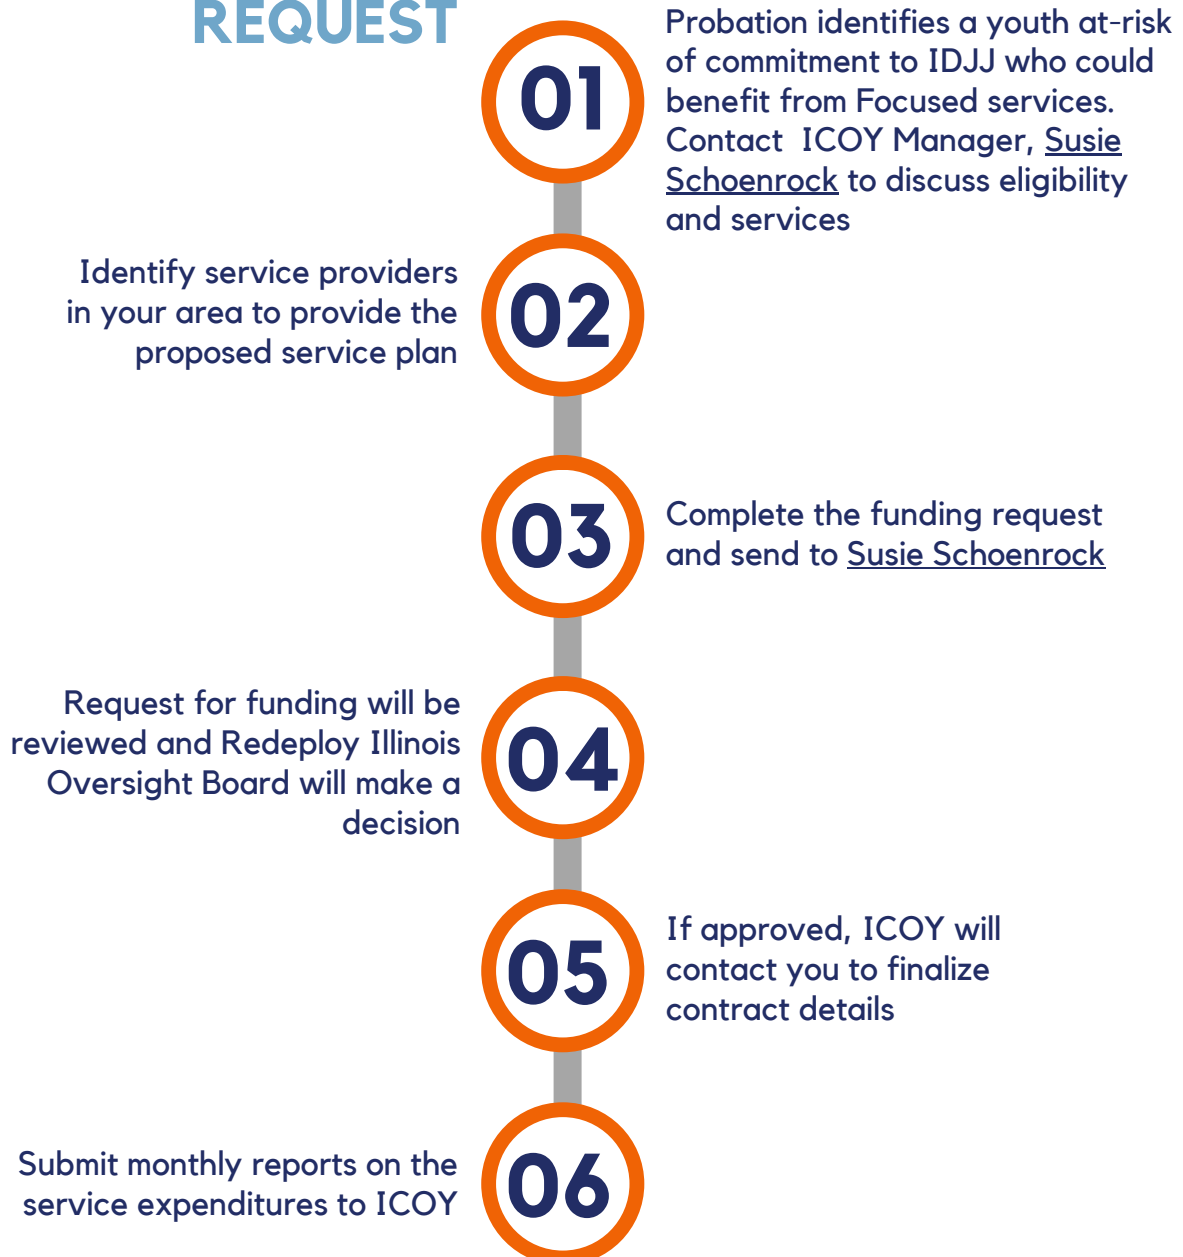 REQUEST
01
Probation identifies a youth at-risk
of commitment to IDJJ who could
benefit from Focused services.
Contact  ICOY Manager, Susie
Schoenrock to discuss eligibility
and services
02
Identify service providers
in your area to provide the
proposed service plan
03
Complete the funding request
and send to Susie Schoenrock
04
Request for funding will be
reviewed and Redeploy Illinois
Oversight Board will make a
decision
05
If approved, ICOY will
contact you to finalize
contract details
06
Submit monthly reports on the
service expenditures to ICOY